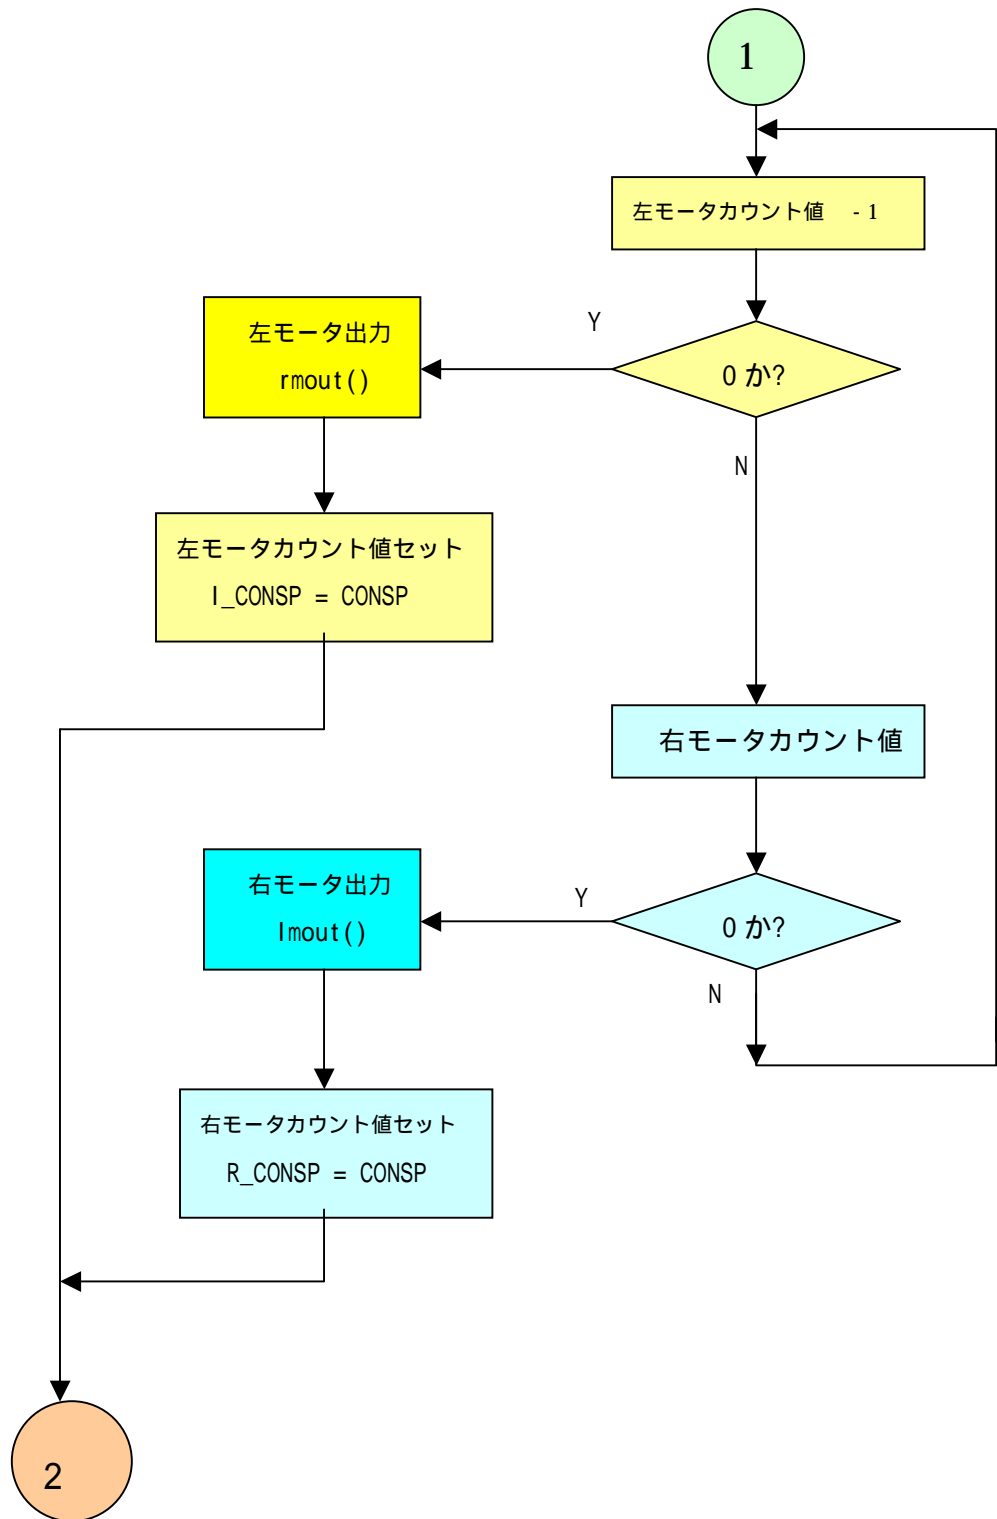 1
左モータカウント値 - 1
Y
0 か?
左モータ出力
rmout()
N
左モータカウント値セット
l_CONSP = CONSP
右モータカウント値
右モータ出力
lmout()
Y
0 か?
N
右モータカウント値セット
R_CONSP = CONSP
2